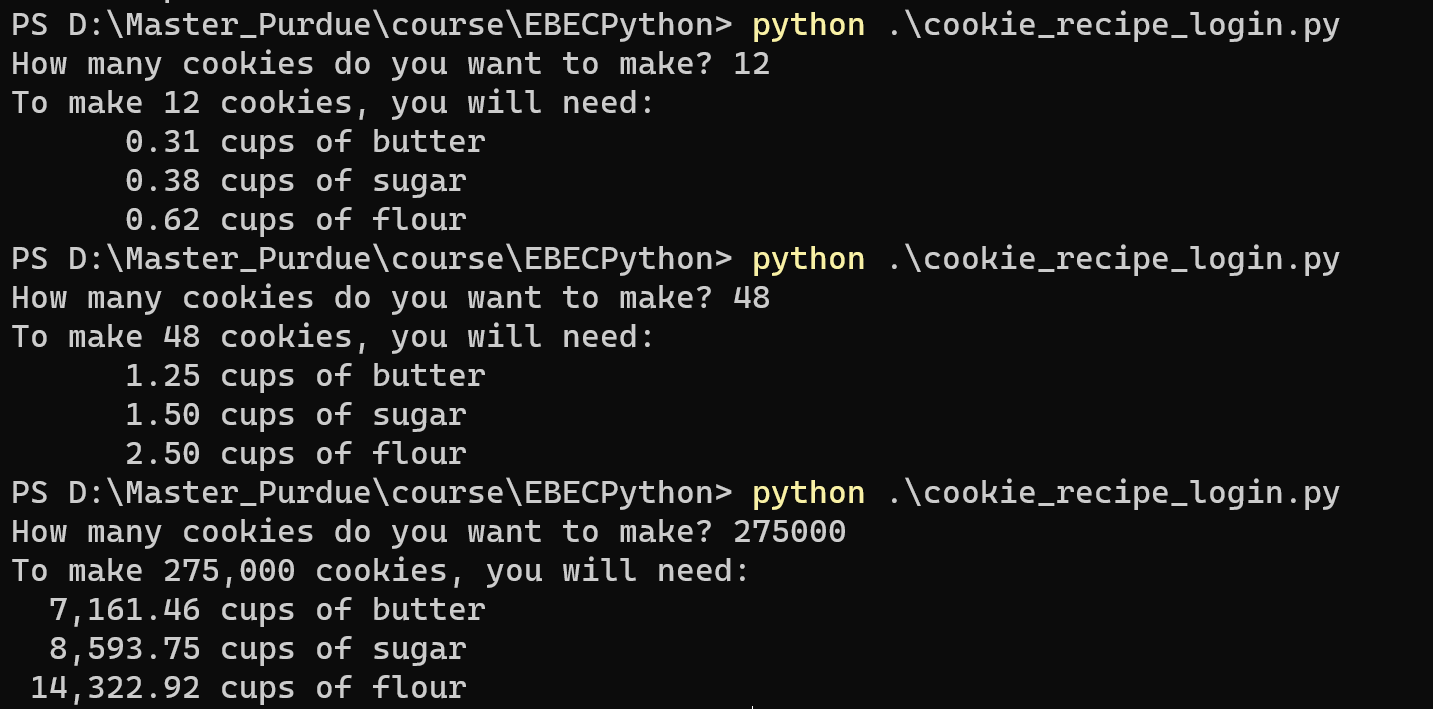 PS D:\Master_Purdue\course\EBECPython> python .\cookie_recipe_login.py
How many cookies do you want to make? 12
To make 12 cookies, you will need:
      0.31 cups of butter
      0.38 cups of sugar
      0.62 cups of flour
PS D:\Master_Purdue\course\EBECPython> python .\cookie_recipe_login.py
How many cookies do you want to make? 48
To make 48 cookies, you will need:
      1.25 cups of butter
      1.50 cups of sugar
      2.50 cups of flour
PS D:\Master_Purdue\course\EBECPython> python .\cookie_recipe_login.py
How many cookies do you want to make? 275000
To make 275,000 cookies, you will need:
  7,161.46 cups of butter
  8,593.75 cups of sugar
 14,322.92 cups of flour